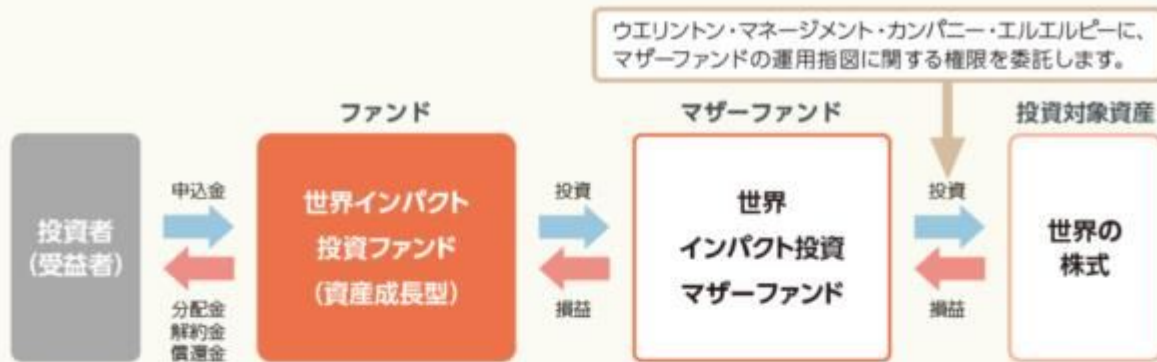 ウエリントン・マネージメント・カンパニー・エルエルピーに、
マザーファンドの運用指図に関する権限を委託します。
ファンド
マザーファンド
投資対象資産
投資者
(受益者)
申込金
分配金
解約金
償還金
世界インパクト
投資ファンド
(資産成長型)
投資
損益
世界
インパクト投資
マザーファンド
投資
損益
世界の
株式